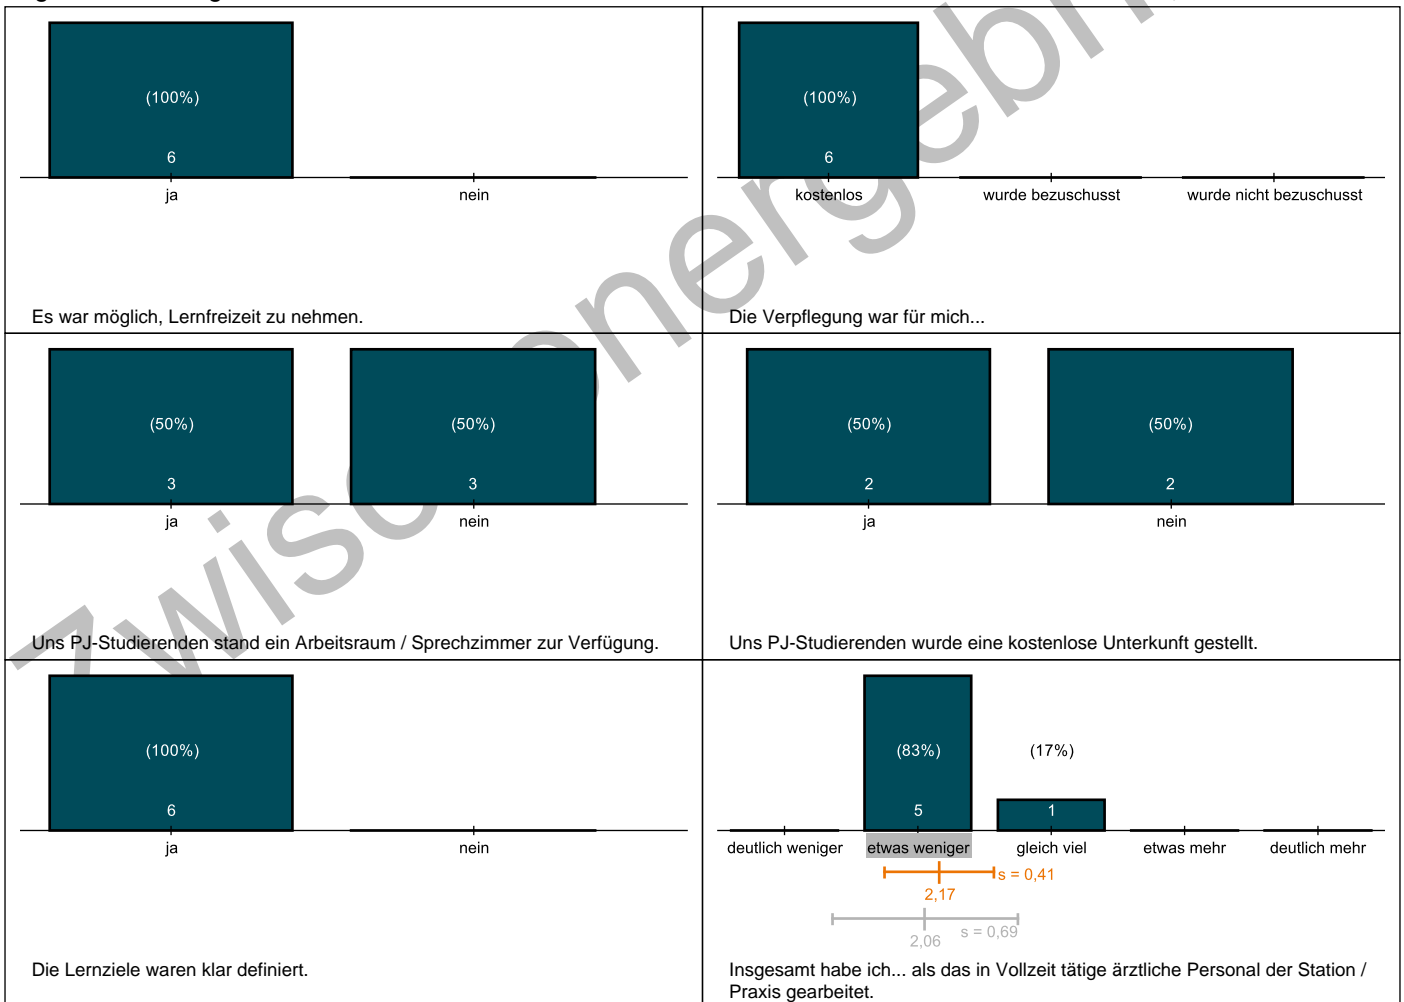 (100%)
6
ja
nein
Es war möglich, Lernfreizeit zu nehmen.
(100%)
6
kostenlos
wurde bezuschusst
wurde nicht bezuschusst
Die Verpflegung war für mich...
(50%)
3
ja
(50%)
3
nein
Uns PJ-Studierenden stand ein Arbeitsraum / Sprechzimmer zur Verfügung.
(50%)
2
ja
(50%)
2
nein
Uns PJ-Studierenden wurde eine kostenlose Unterkunft gestellt.
(100%)
6
ja
nein
Die Lernziele waren klar definiert.
(83%)
(17%)
5
1
deutlich weniger
etwas weniger
gleich viel
etwas mehr
deutlich mehr
s = 0,41
2,17
s = 0,69
2,06
Insgesamt habe ich... als das in Vollzeit tätige ärztliche Personal der Station /
Praxis gearbeitet.